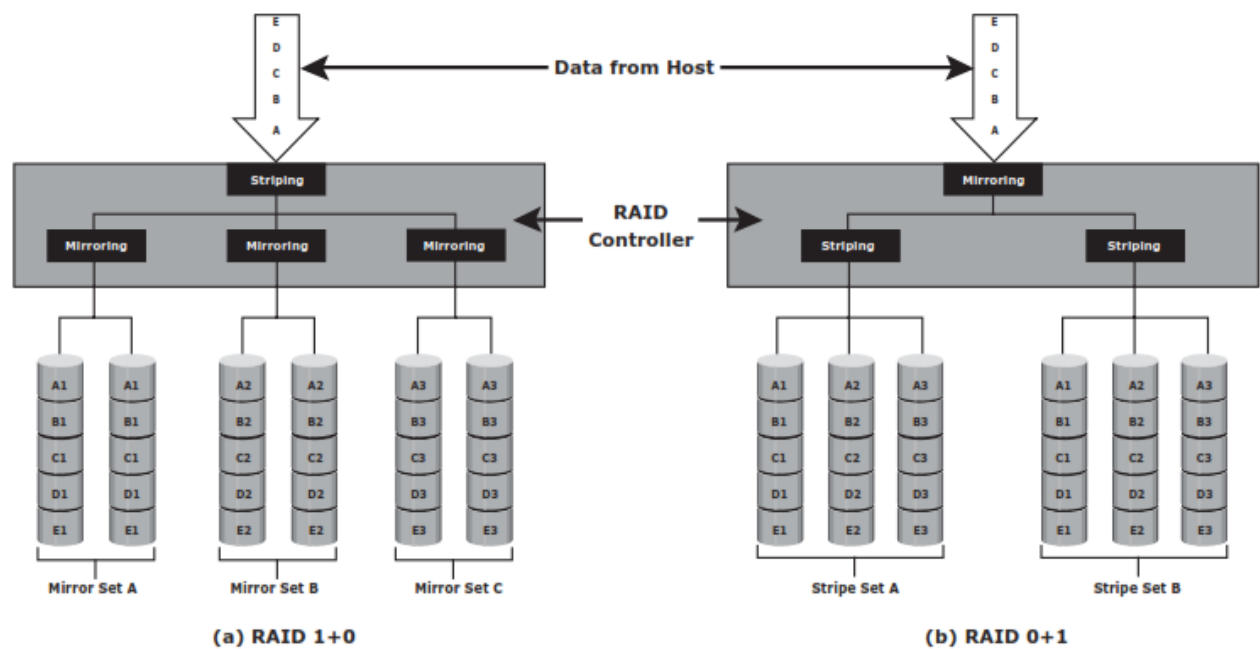 E E
D D
C Data from Host C
B B
A A
Striping Mirroring
RAID
Controller
Mirroring Mirroring Mirroring Striping Striping
A1 A1 A2 A2 A3 A3 A1 A2 A3 A1 A2 A3
B1 B1 B2 B2 B3 B3 B1 B2 B3 B1 B2 B3
C1 C1 C2 C2 C3 C3 C1 C2 C3 C1 C2 C3
D1 D1 D2 D2 D3 D3 D1 D2 D3 D1 D2 D3
E1 E1 E2 E2 E3 E3 E1 E2 E3 E1 E2 E3
Mirror Set A Mirror Set B Mirror Set C Stripe Set A Stripe Set B
(a) RAID 1+0 (b) RAID 0+1